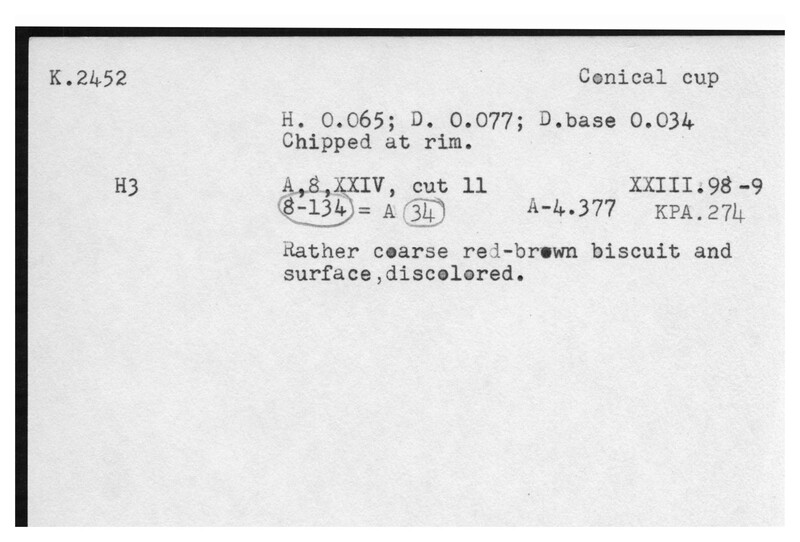 K.2452 Conical cup
H. 0.065; D. 0.077; D.base 0.034
Chipped at rim.
H3 A,8,XXIV, cut 11 XXIII.98-9
8-134 = A 34 A-4.377 KPA.274
Rather coarse red-brown biscuit and
surface,discolored.